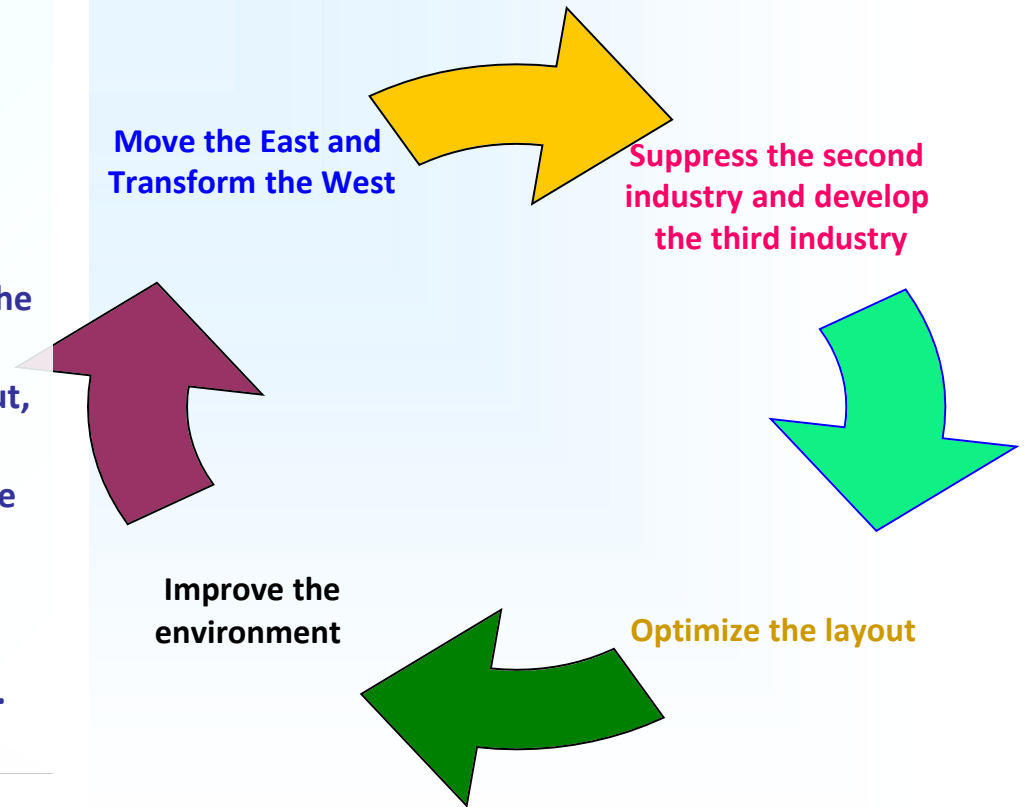 Move the East and
Transform the West
Suppress the second
industry and develop
the third industry
Optimize the layout
Improve the
environment